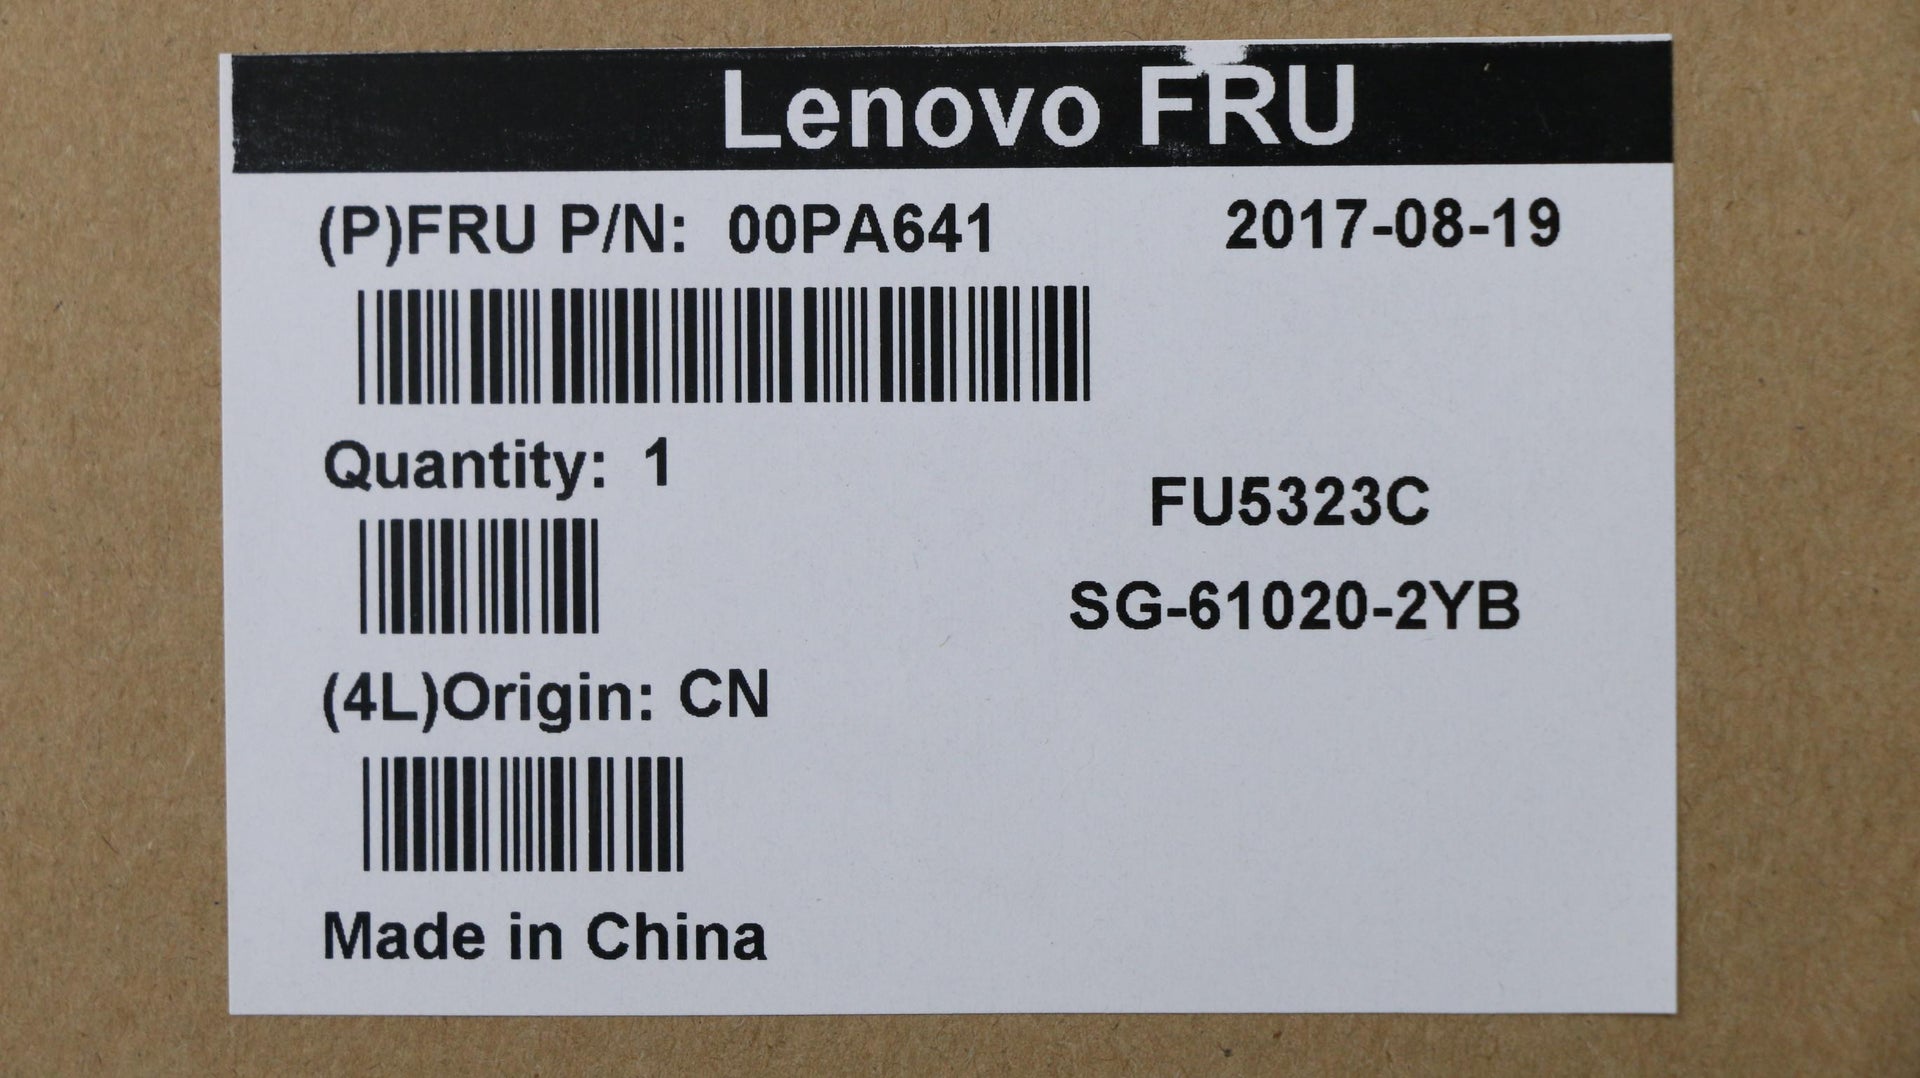 Lenovo FRU
(P)FRU P/N: 00PA641 2017-08-19
Quantity: 1
FU5323C
SG-61020-2YB
(4L)Origin: CN
Made in China